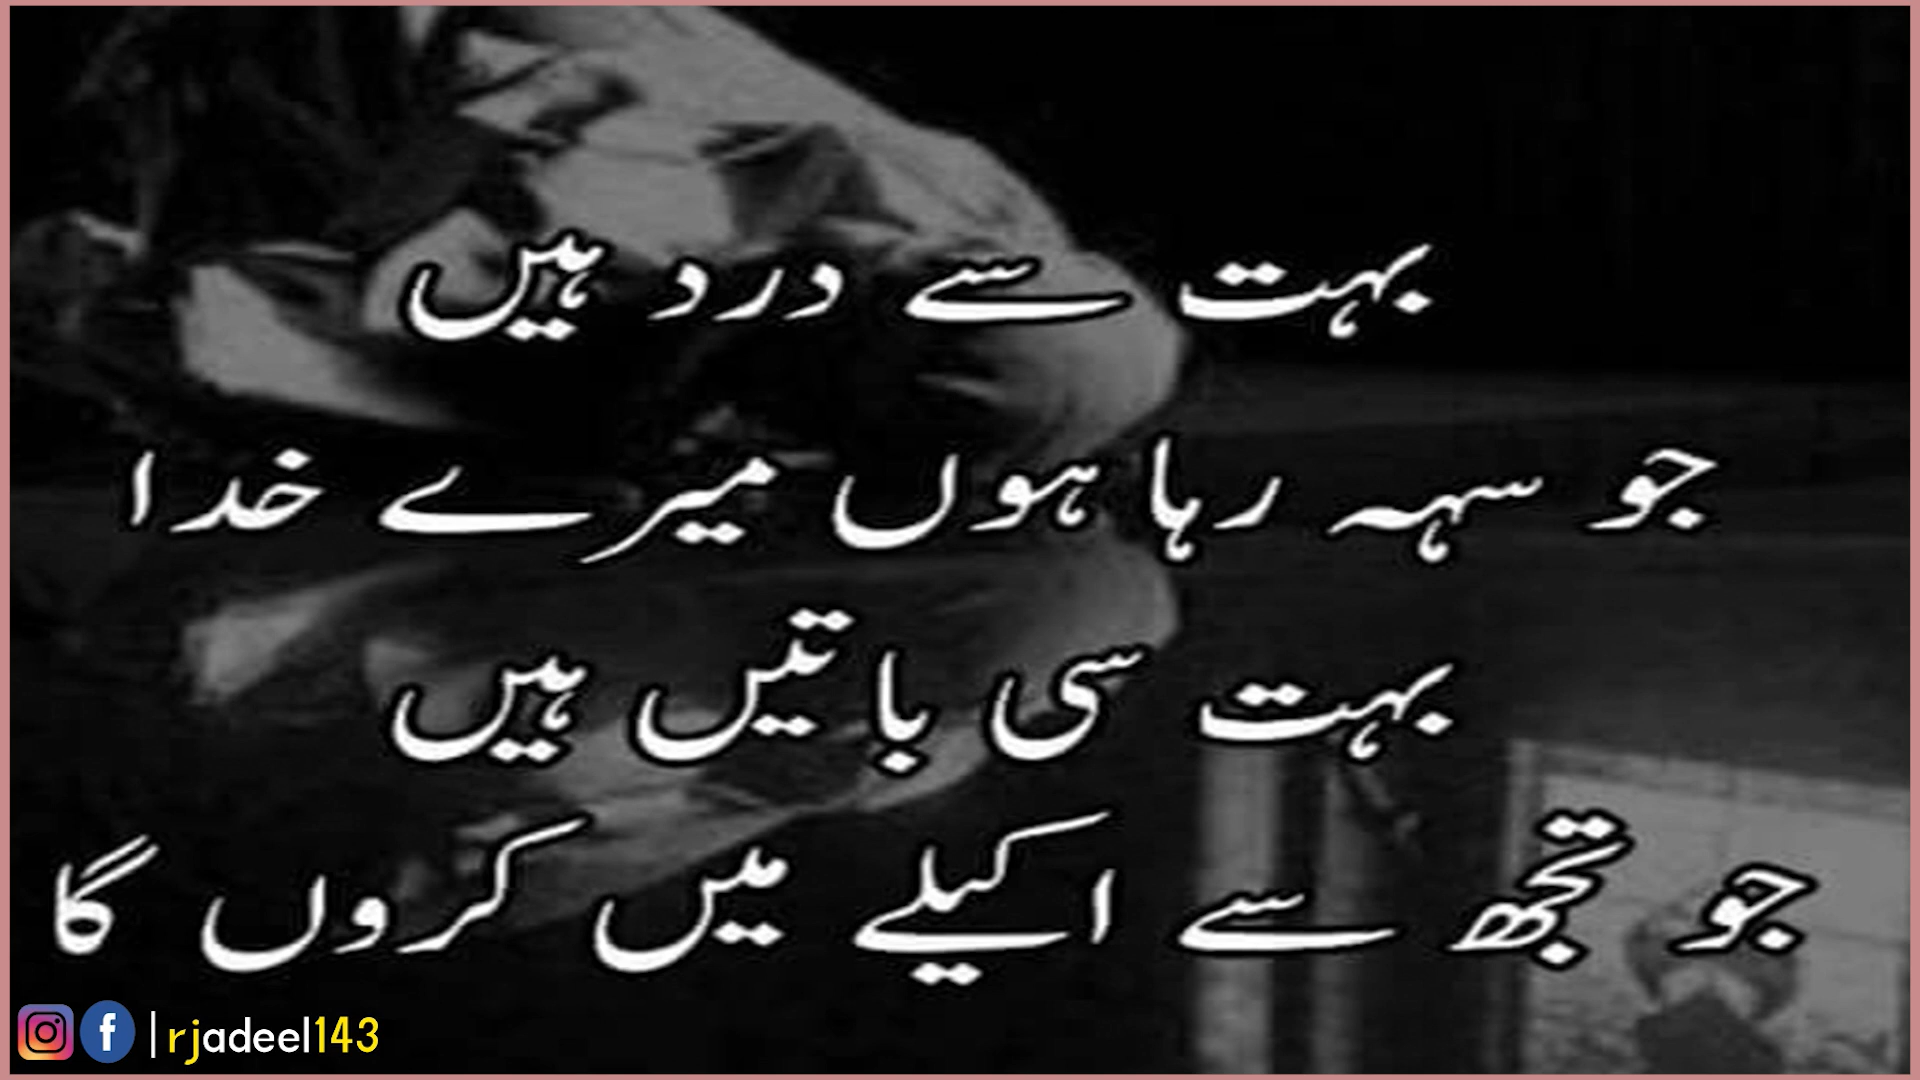 بہت سے درد ہیں
جو سہہ رہا ہوں میرے خدا
بہت سی باتیں ہیں
جو تجھ سے اکیلے میں کروں گا
|rjadeel143